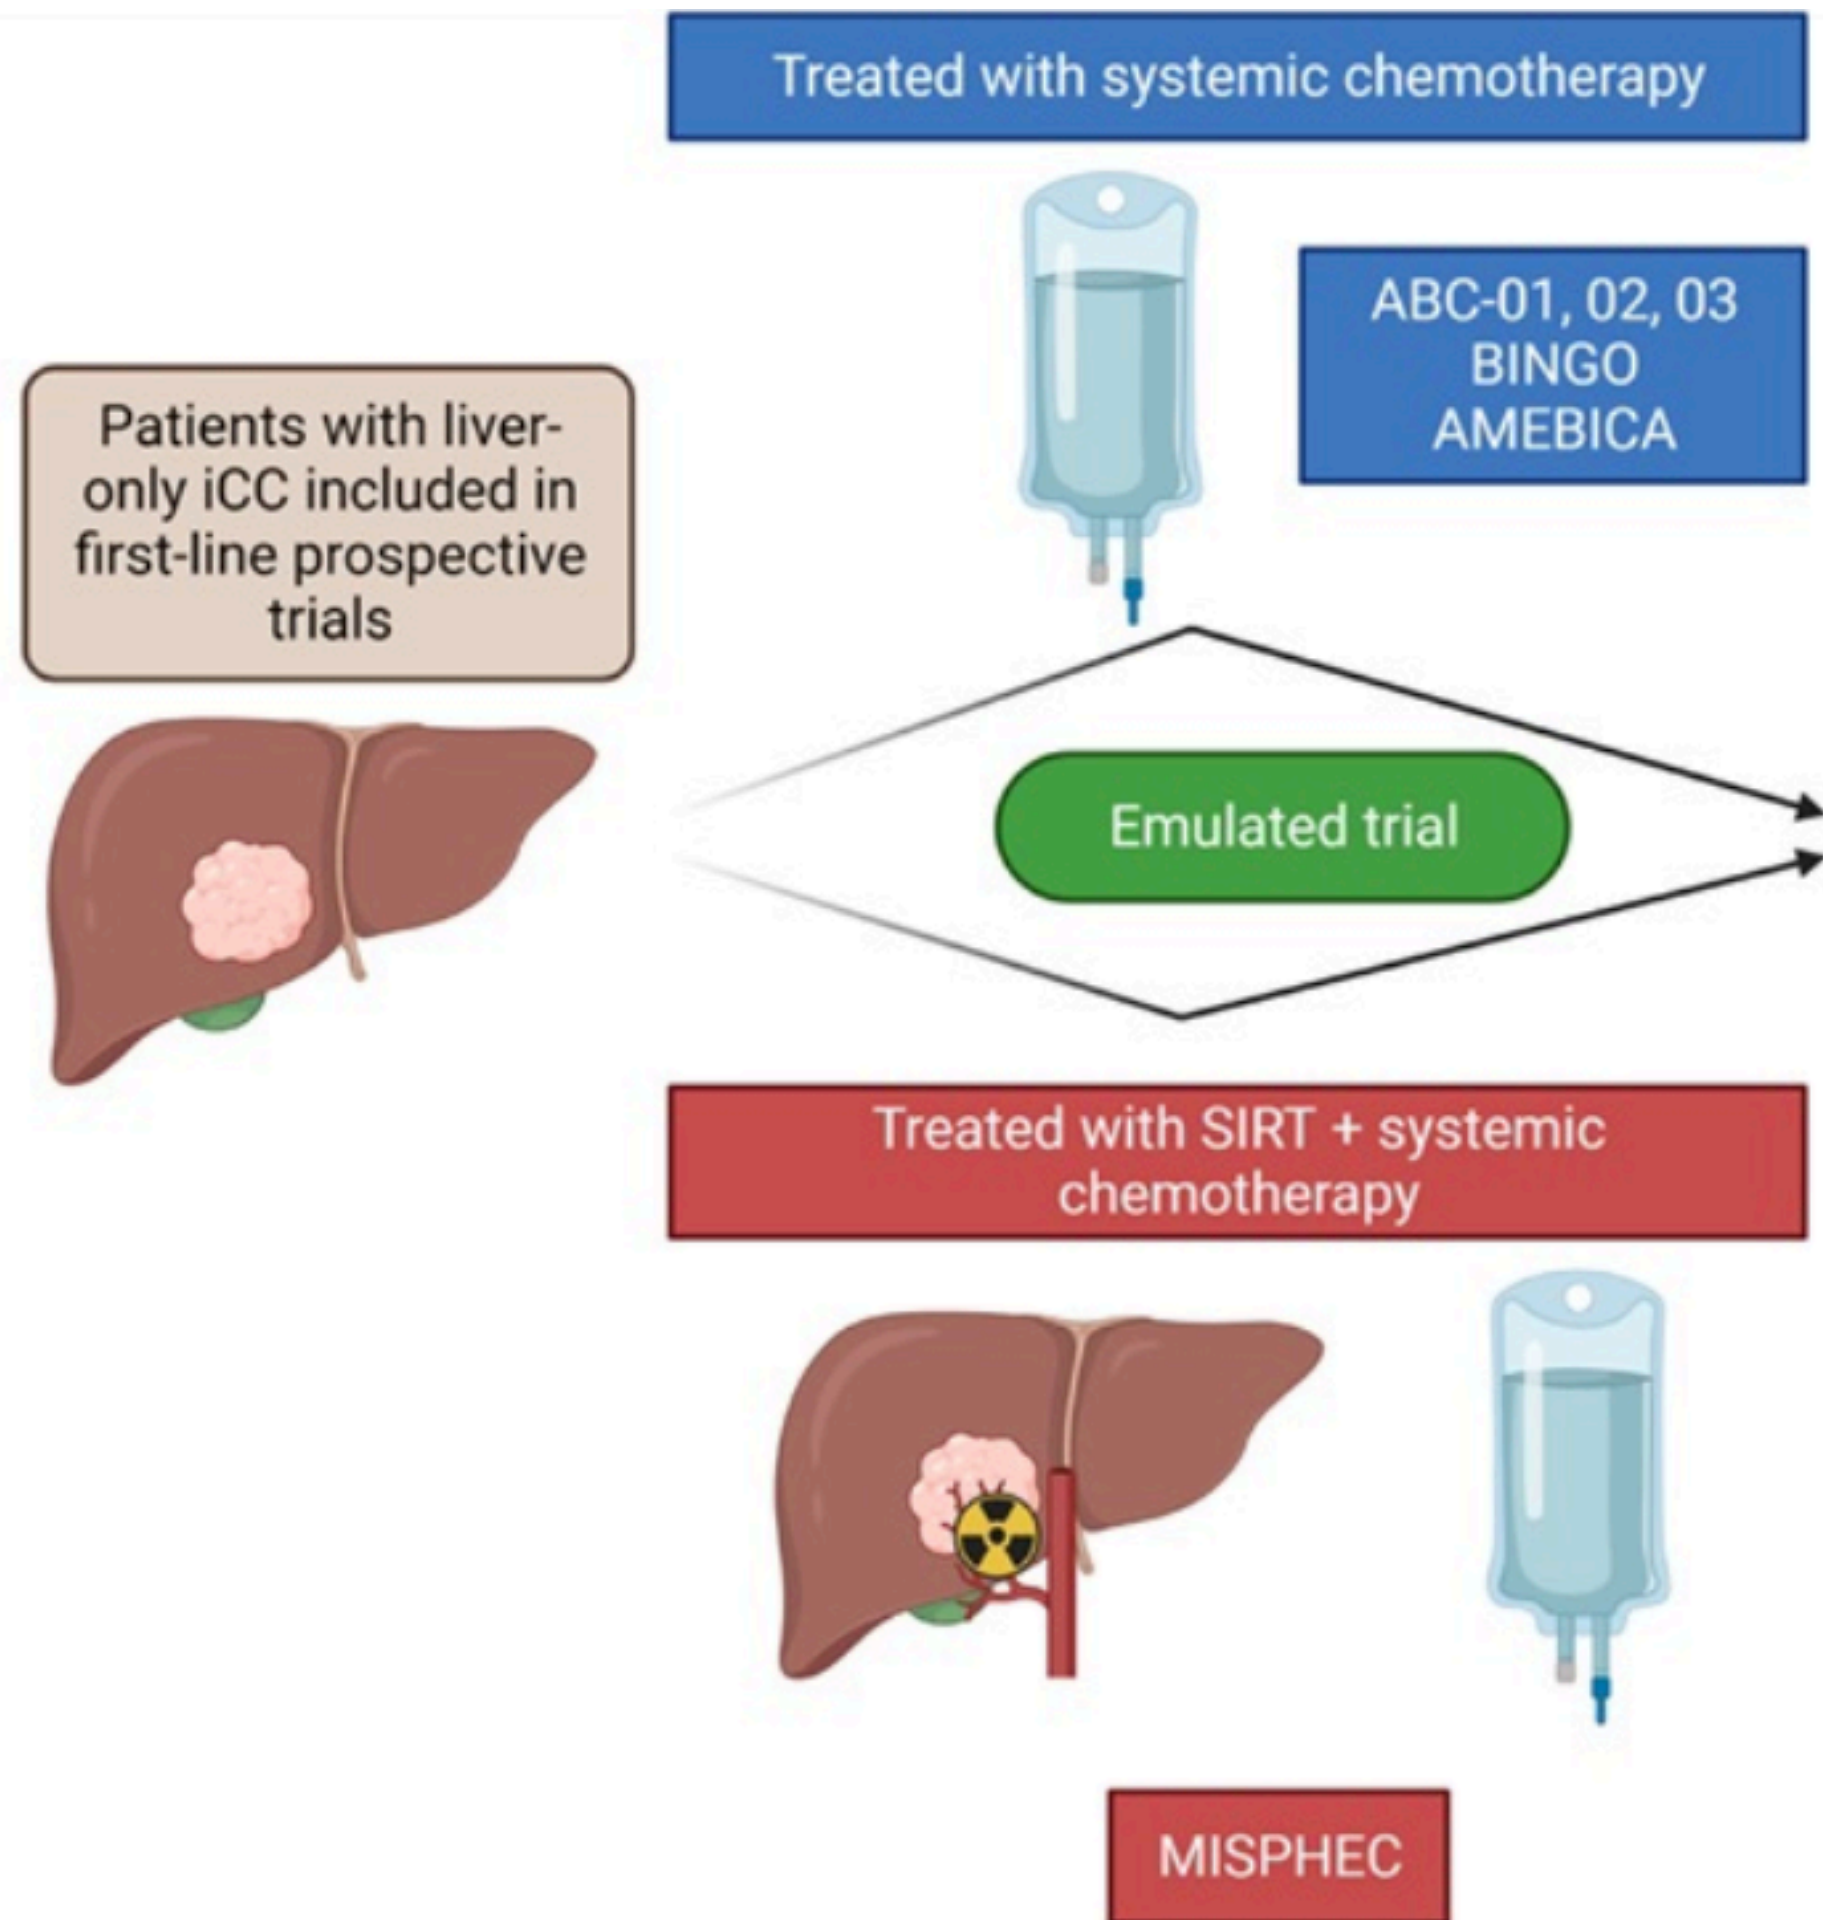 Treated with systemic chemotherapy
ABC-01, 02, 03
BINGO
AMEBICA
Patients with liver-
only iCC included in
first-line prospective
trials
Emulated trial
Treated with SIRT + systemic
chemotherapy
MISPHEC